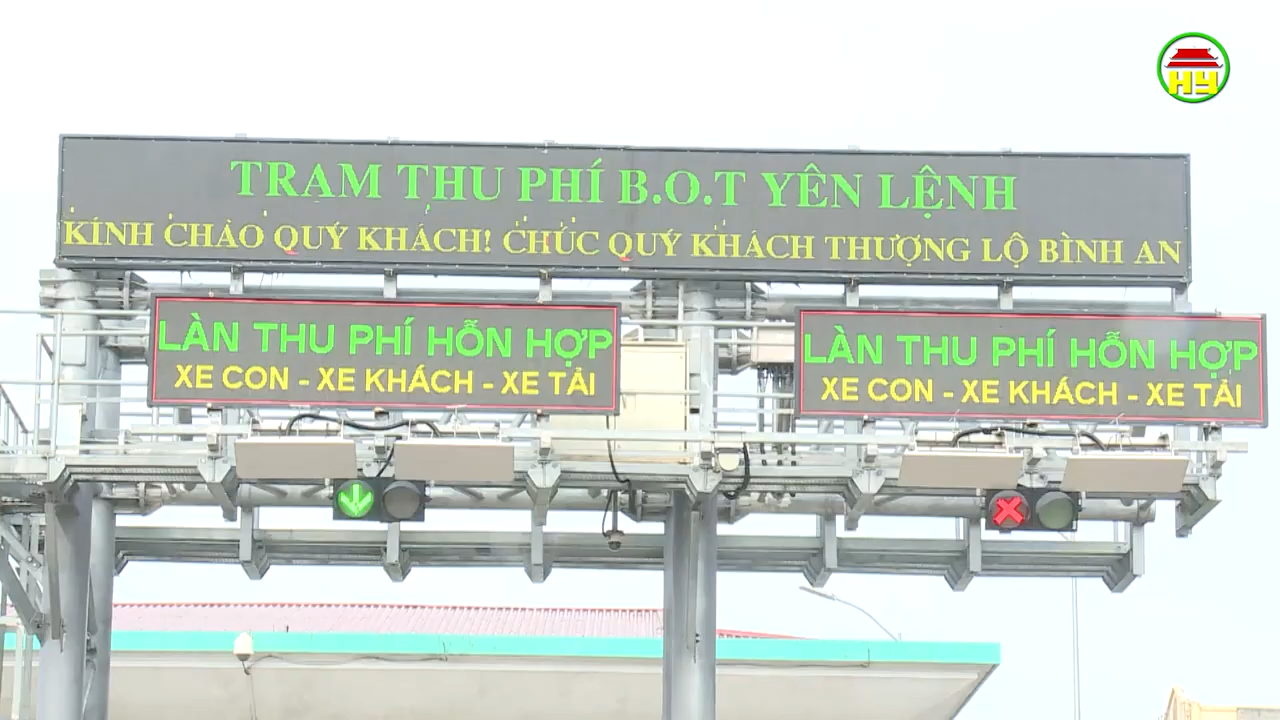 HY
TRẠM THU PHÍ B.O.T YÊN LỆNH
KÍNH CHÀO QUÝ KHÁCH! CHÚC QUÝ KHÁCH THƯỢNG LỘ BÌNH AN
LÀN THU PHÍ HỖN HỢP
XE CON - XE KHÁCH - XE TẢI
LÀN THU PHÍ HỖN HỢP
XE CON - XE KHÁCH - XE TẢI